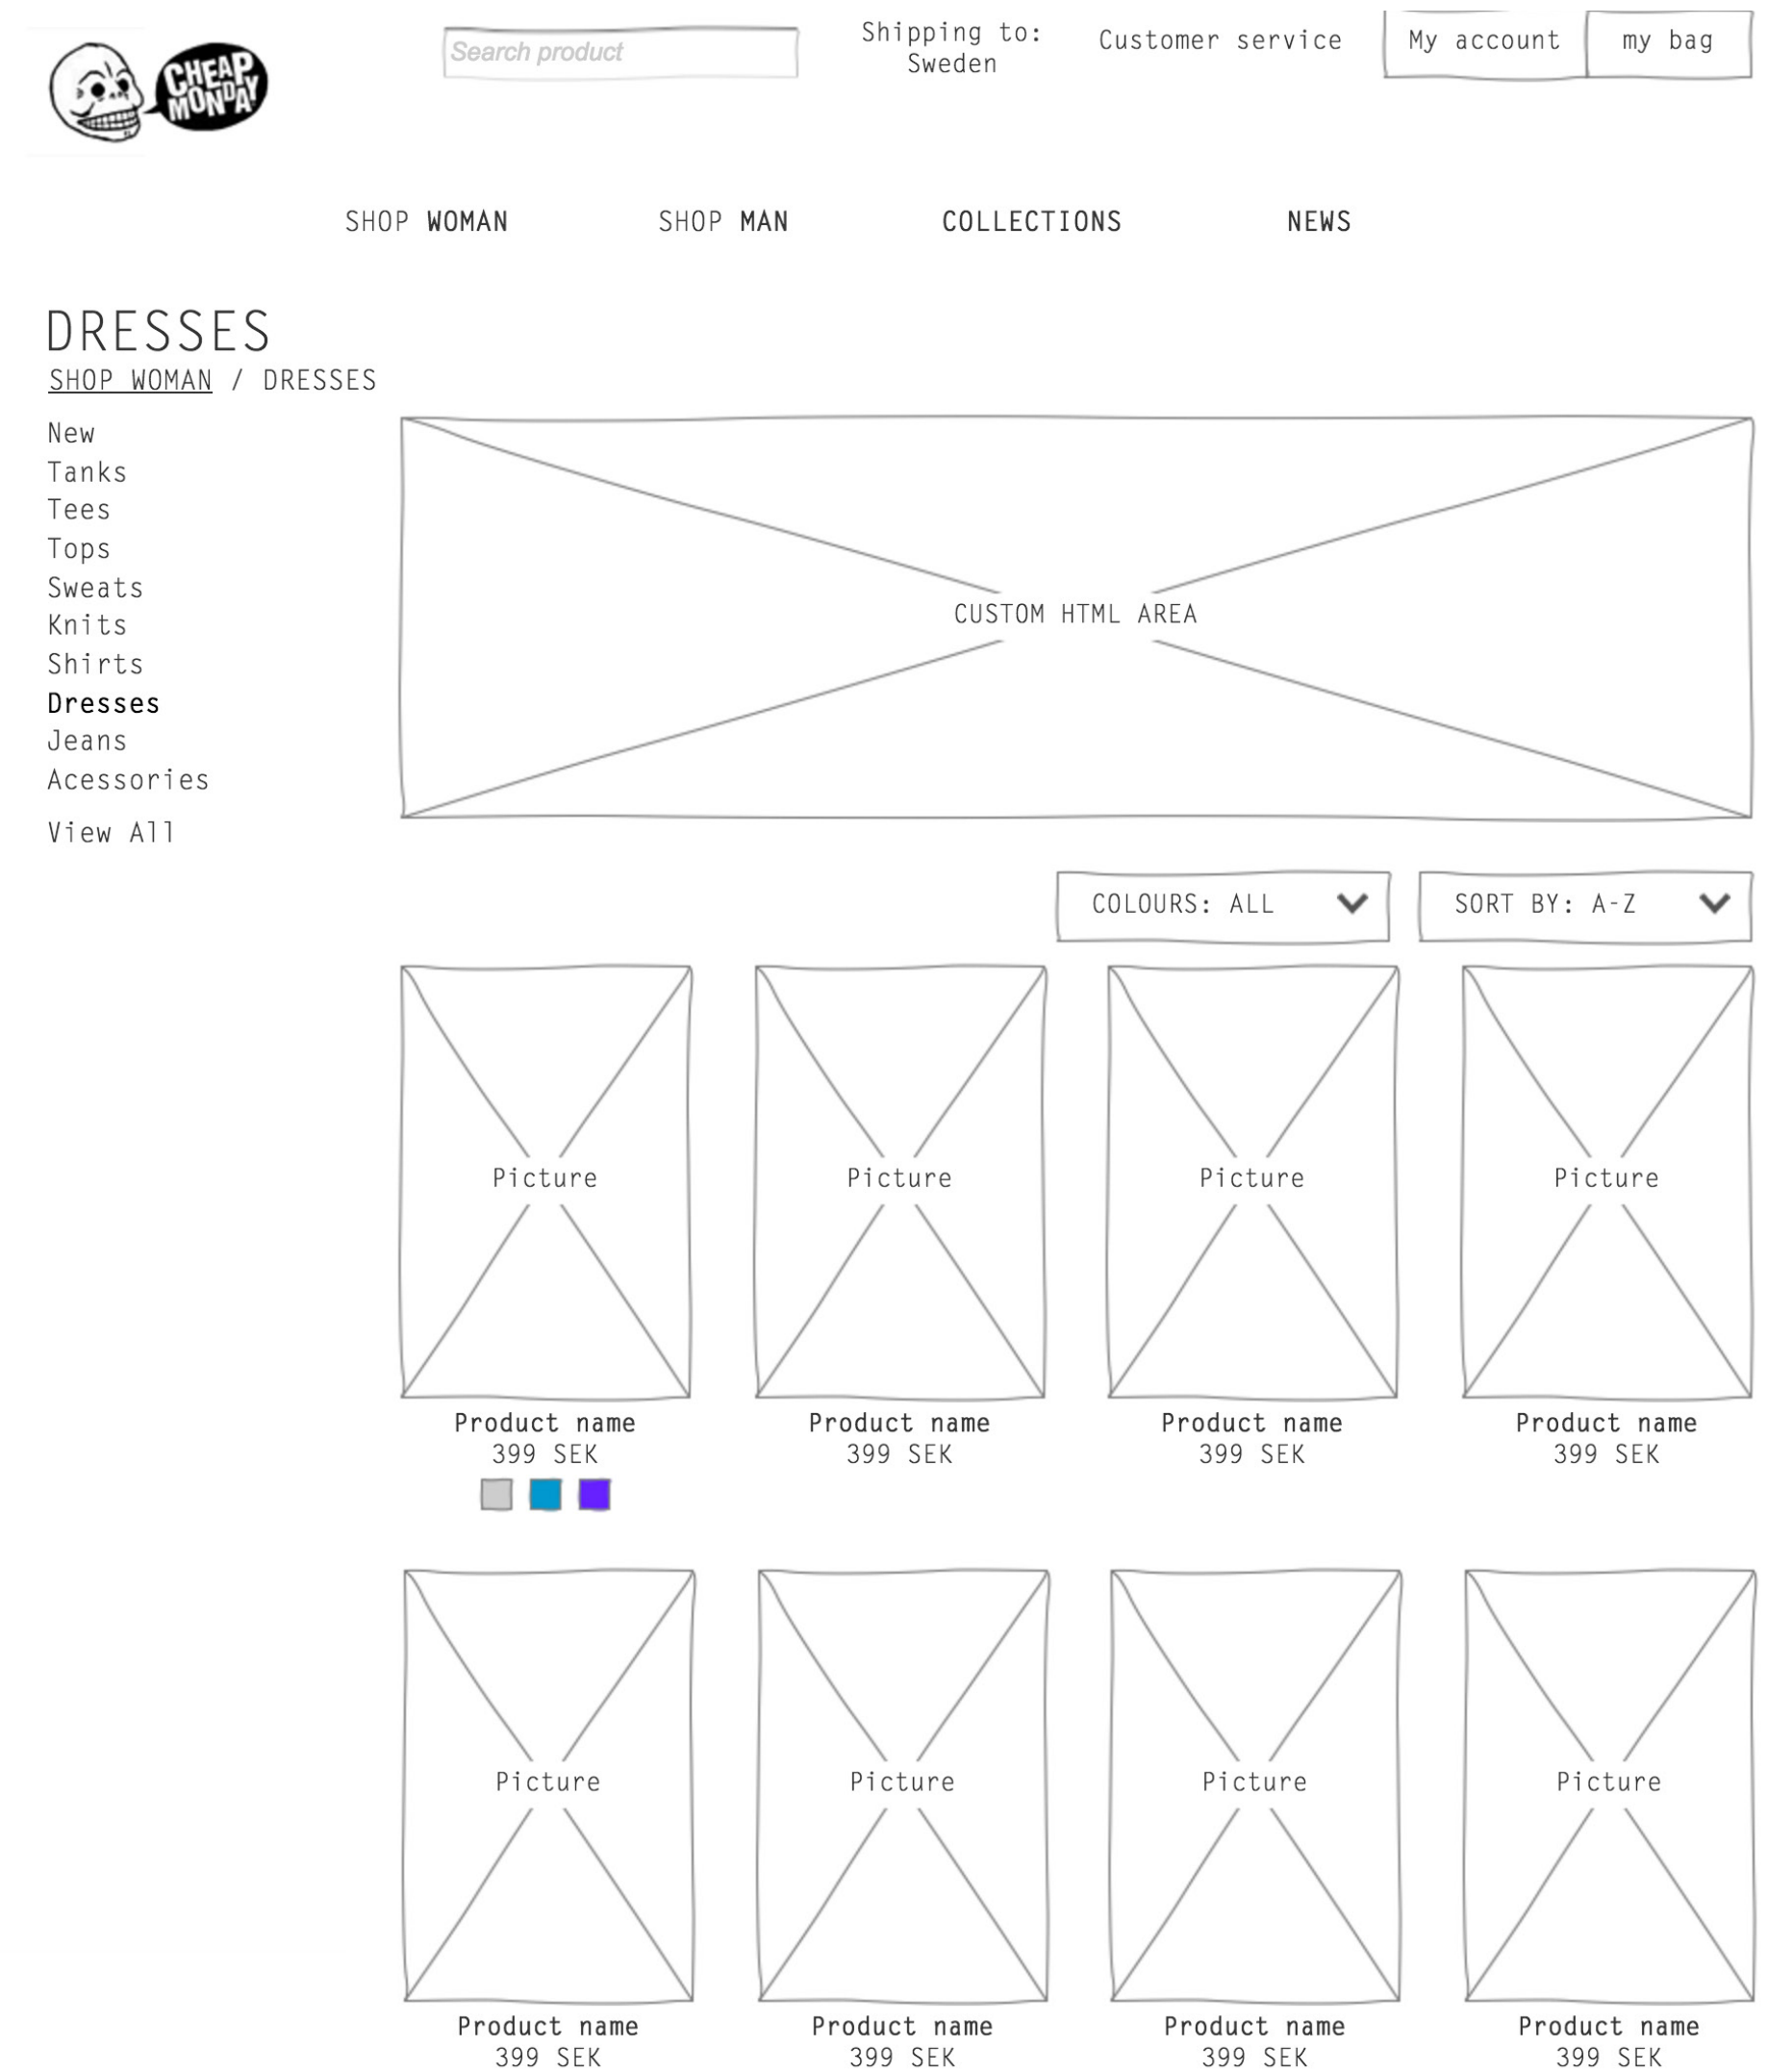 CHEAP
MONDAY
Search product
Shipping to:
Sweden
Customer service
My account
my bag
SHOP WOMAN
SHOP MAN
COLLECTIONS
NEWS
DRESSES
SHOP WOMAN / DRESSES
New
Tanks
Tees
Tops
Sweats
Knits
Shirts
Dresses
Jeans
Acessories
View All
CUSTOM HTML AREA
COLOURS: ALL
SORT BY: A-Z
Picture
Picture
Picture
Picture
Product name
399 SEK
Product name
399 SEK
Product name
399 SEK
Product name
399 SEK
Picture
Picture
Picture
Picture
Product name
399 SEK
Product name
399 SEK
Product name
399 SEK
Product name
399 SEK